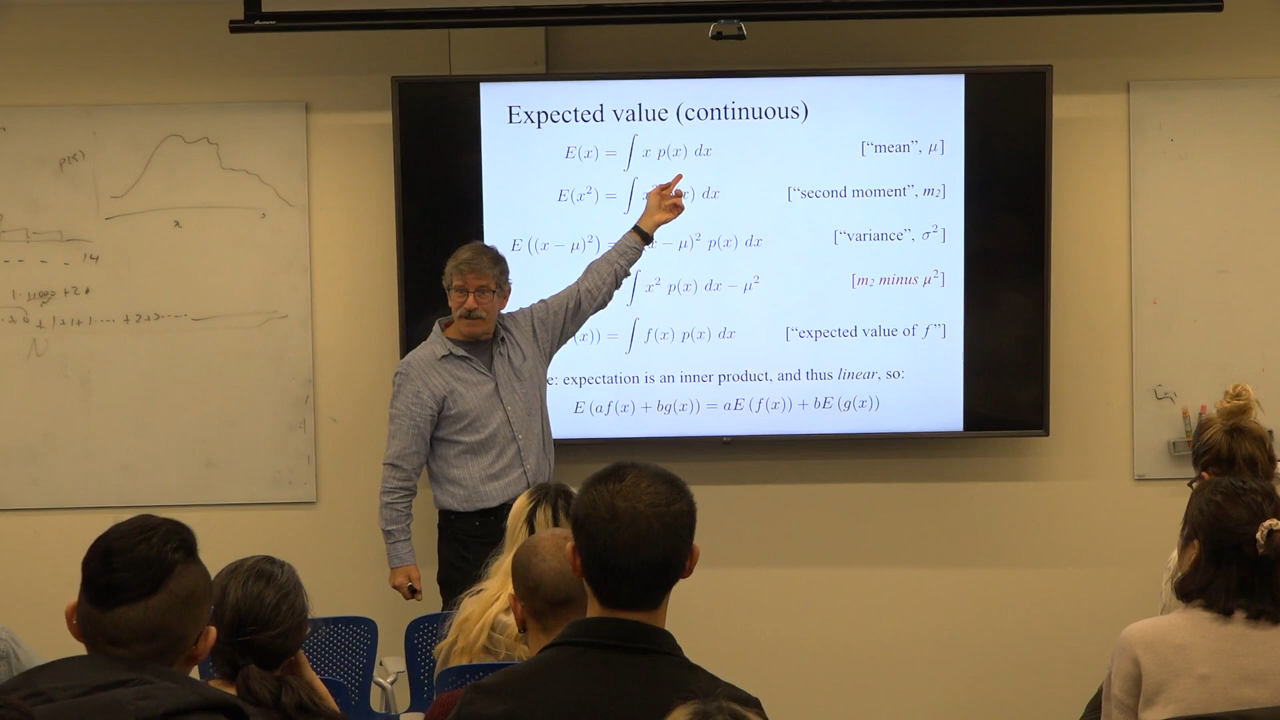 Expected value (continuous)
E(x) = ∫ x p(x) dx ["mean", μ]
E(x²) = ∫ x) dx ["second moment", m₂]
E ((x − μ)²) = − μ)² p(x) dx ["variance", σ²]
∫ x² p(x) dx − μ² [m₂ minus μ²]
(x)) = ∫ f(x) p(x) dx ["expected value of f"]
e: expectation is an inner product, and thus linear, so:
E (af(x) + bg(x)) = aE (f(x)) + bE (g(x))
p(x)
x
14
N